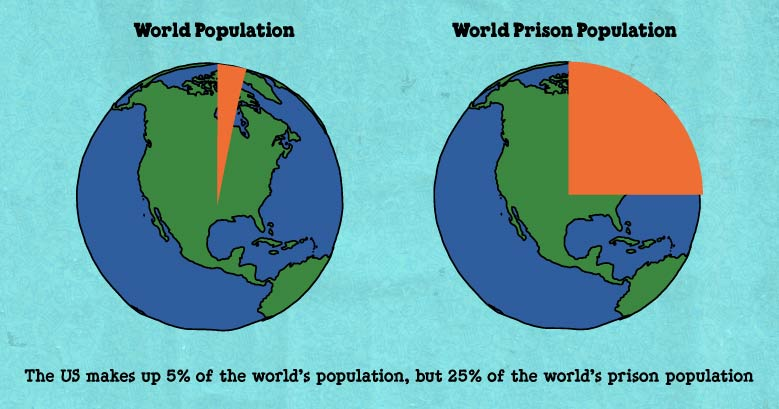 World Population
World Prison Population
The US makes up 5% of the world's population, but 25% of the world's prison population